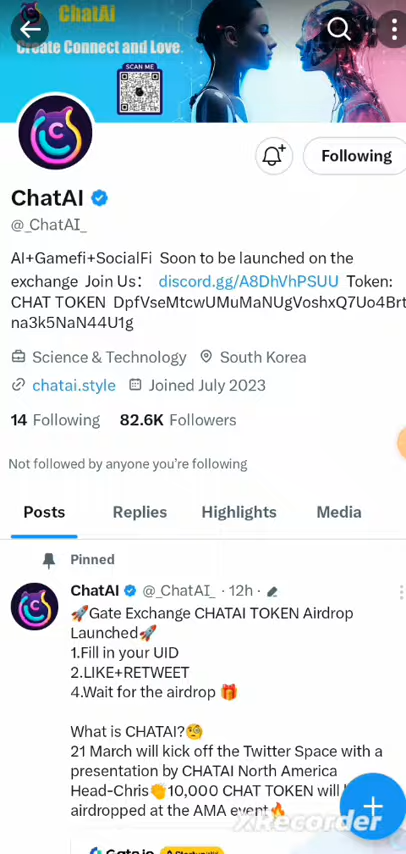 ChatAI
Create Connect and Love.
SCAN ME
Following
ChatAI
@_ChatAI_
AI+Gamefi+SocialFi Soon to be launched on the
exchange Join Us： discord.gg/A8DhVhPSUU Token:
CHAT TOKEN DpfVseMtcwUMuMaNUgVoshxQ7Uo4Brt
na3k5NaN44U1g
Science & Technology South Korea
chatai.style Joined July 2023
14 Following 82.6K Followers
Not followed by anyone you're following
Posts Replies Highlights Media
Pinned
ChatAI @_ChatAI_ · 12h ·
🚀Gate Exchange CHATAI TOKEN Airdrop
Launched🚀
1.Fill in your UID
2.LIKE+RETWEET
4.Wait for the airdrop 🎁
What is CHATAI?🧐
21 March will kick off the Twitter Space with a
presentation by CHATAI North America
Head-Chris👏10,000 CHAT TOKEN will
airdropped at the AMA event🔥
XRecorder
Gate.io